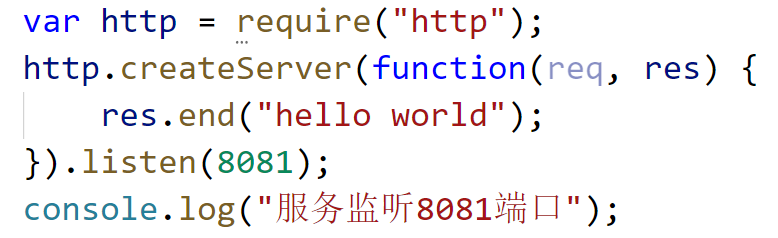 var http = require("http");
http.createServer(function(req, res) {
    res.end("hello world");
}).listen(8081);
console.log("服务监听8081端口");